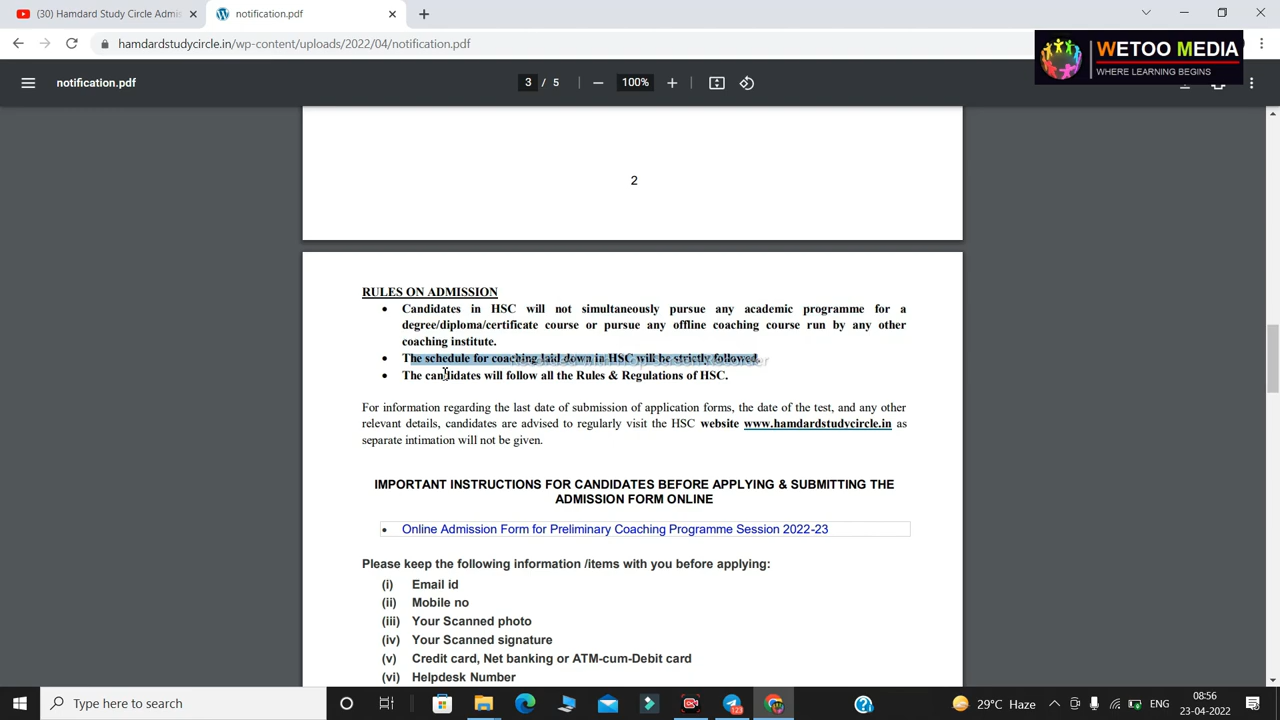 (30) Hamdard Study Circle Admis
notification.pdf
hamdardstudycircle.in/wp-content/uploads/2022/04/notification.pdf
WETOO MEDIA
WHERE LEARNING BEGINS
notification.pdf
3 / 5
100%
2
RULES ON ADMISSION
• Candidates in HSC will not simultaneously pursue any academic programme for a
degree/diploma/certificate course or pursue any offline coaching course run by any other
coaching institute.
• The schedule for coaching laid down in HSC will be strictly followed.
• The candidates will follow all the Rules & Regulations of HSC.
For information regarding the last date of submission of application forms, the date of the test, and any other
relevant details, candidates are advised to regularly visit the HSC website www.hamdardstudycircle.in as
separate intimation will not be given.
IMPORTANT INSTRUCTIONS FOR CANDIDATES BEFORE APPLYING & SUBMITTING THE
ADMISSION FORM ONLINE
• Online Admission Form for Preliminary Coaching Programme Session 2022-23
Please keep the following information /items with you before applying:
(i) Email id
(ii) Mobile no
(iii) Your Scanned photo
(iv) Your Scanned signature
(v) Credit card, Net banking or ATM-cum-Debit card
(vi) Helpdesk Number
Type here to search
123
29°C Haze
ENG
08:56
23-04-2022